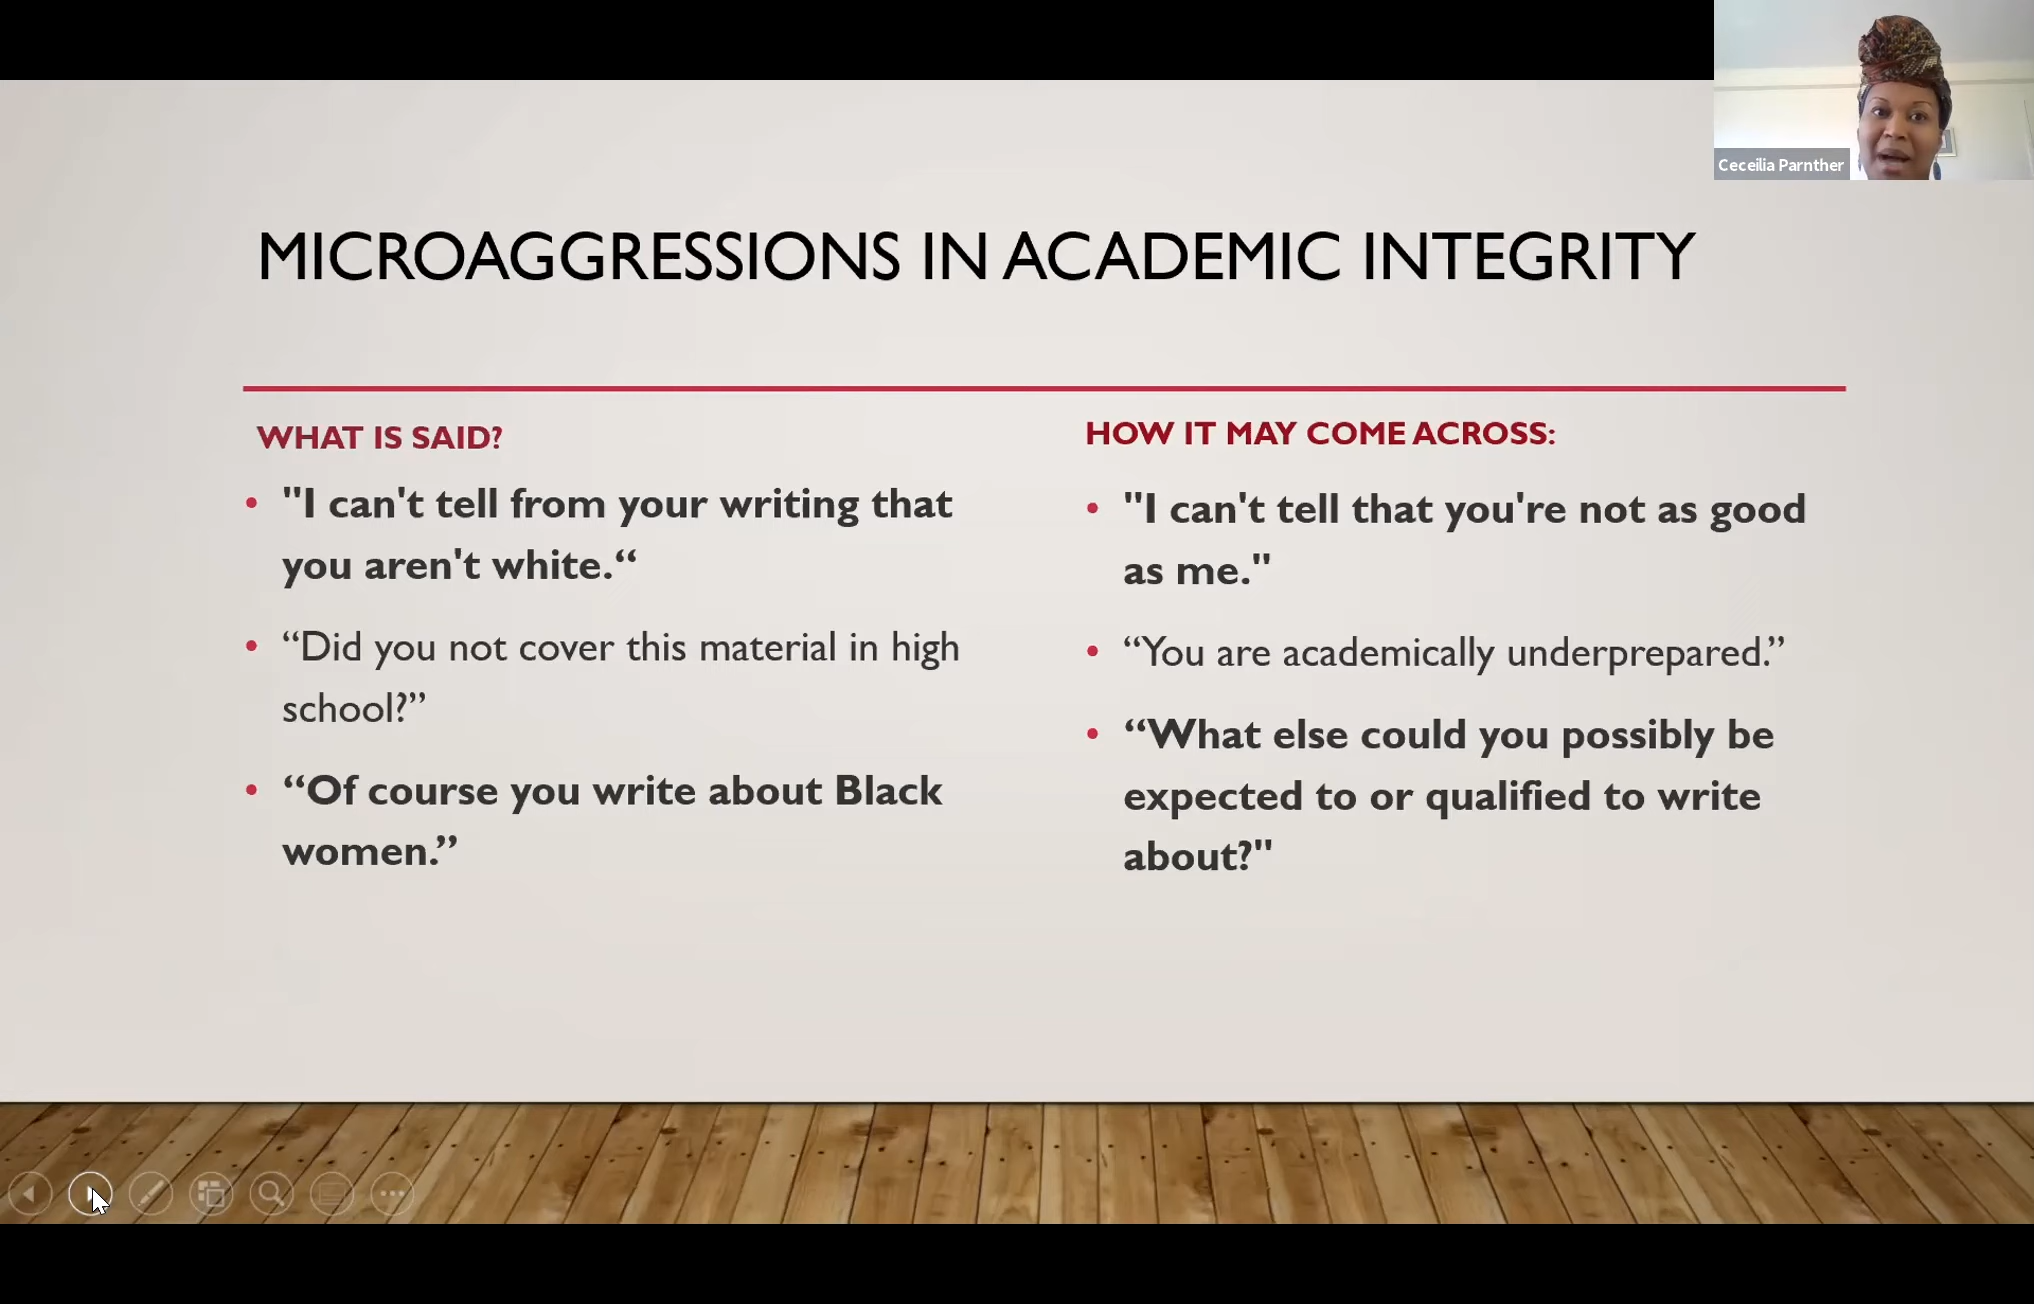 Ceceilia Parnther
MICROAGGRESSIONS IN ACADEMIC INTEGRITY
WHAT IS SAID?
• "I can't tell from your writing that
you aren't white.“
• “Did you not cover this material in high
school?”
• “Of course you write about Black
women.”
HOW IT MAY COME ACROSS:
• "I can't tell that you're not as good
as me."
• “You are academically underprepared.”
• “What else could you possibly be
expected to or qualified to write
about?"